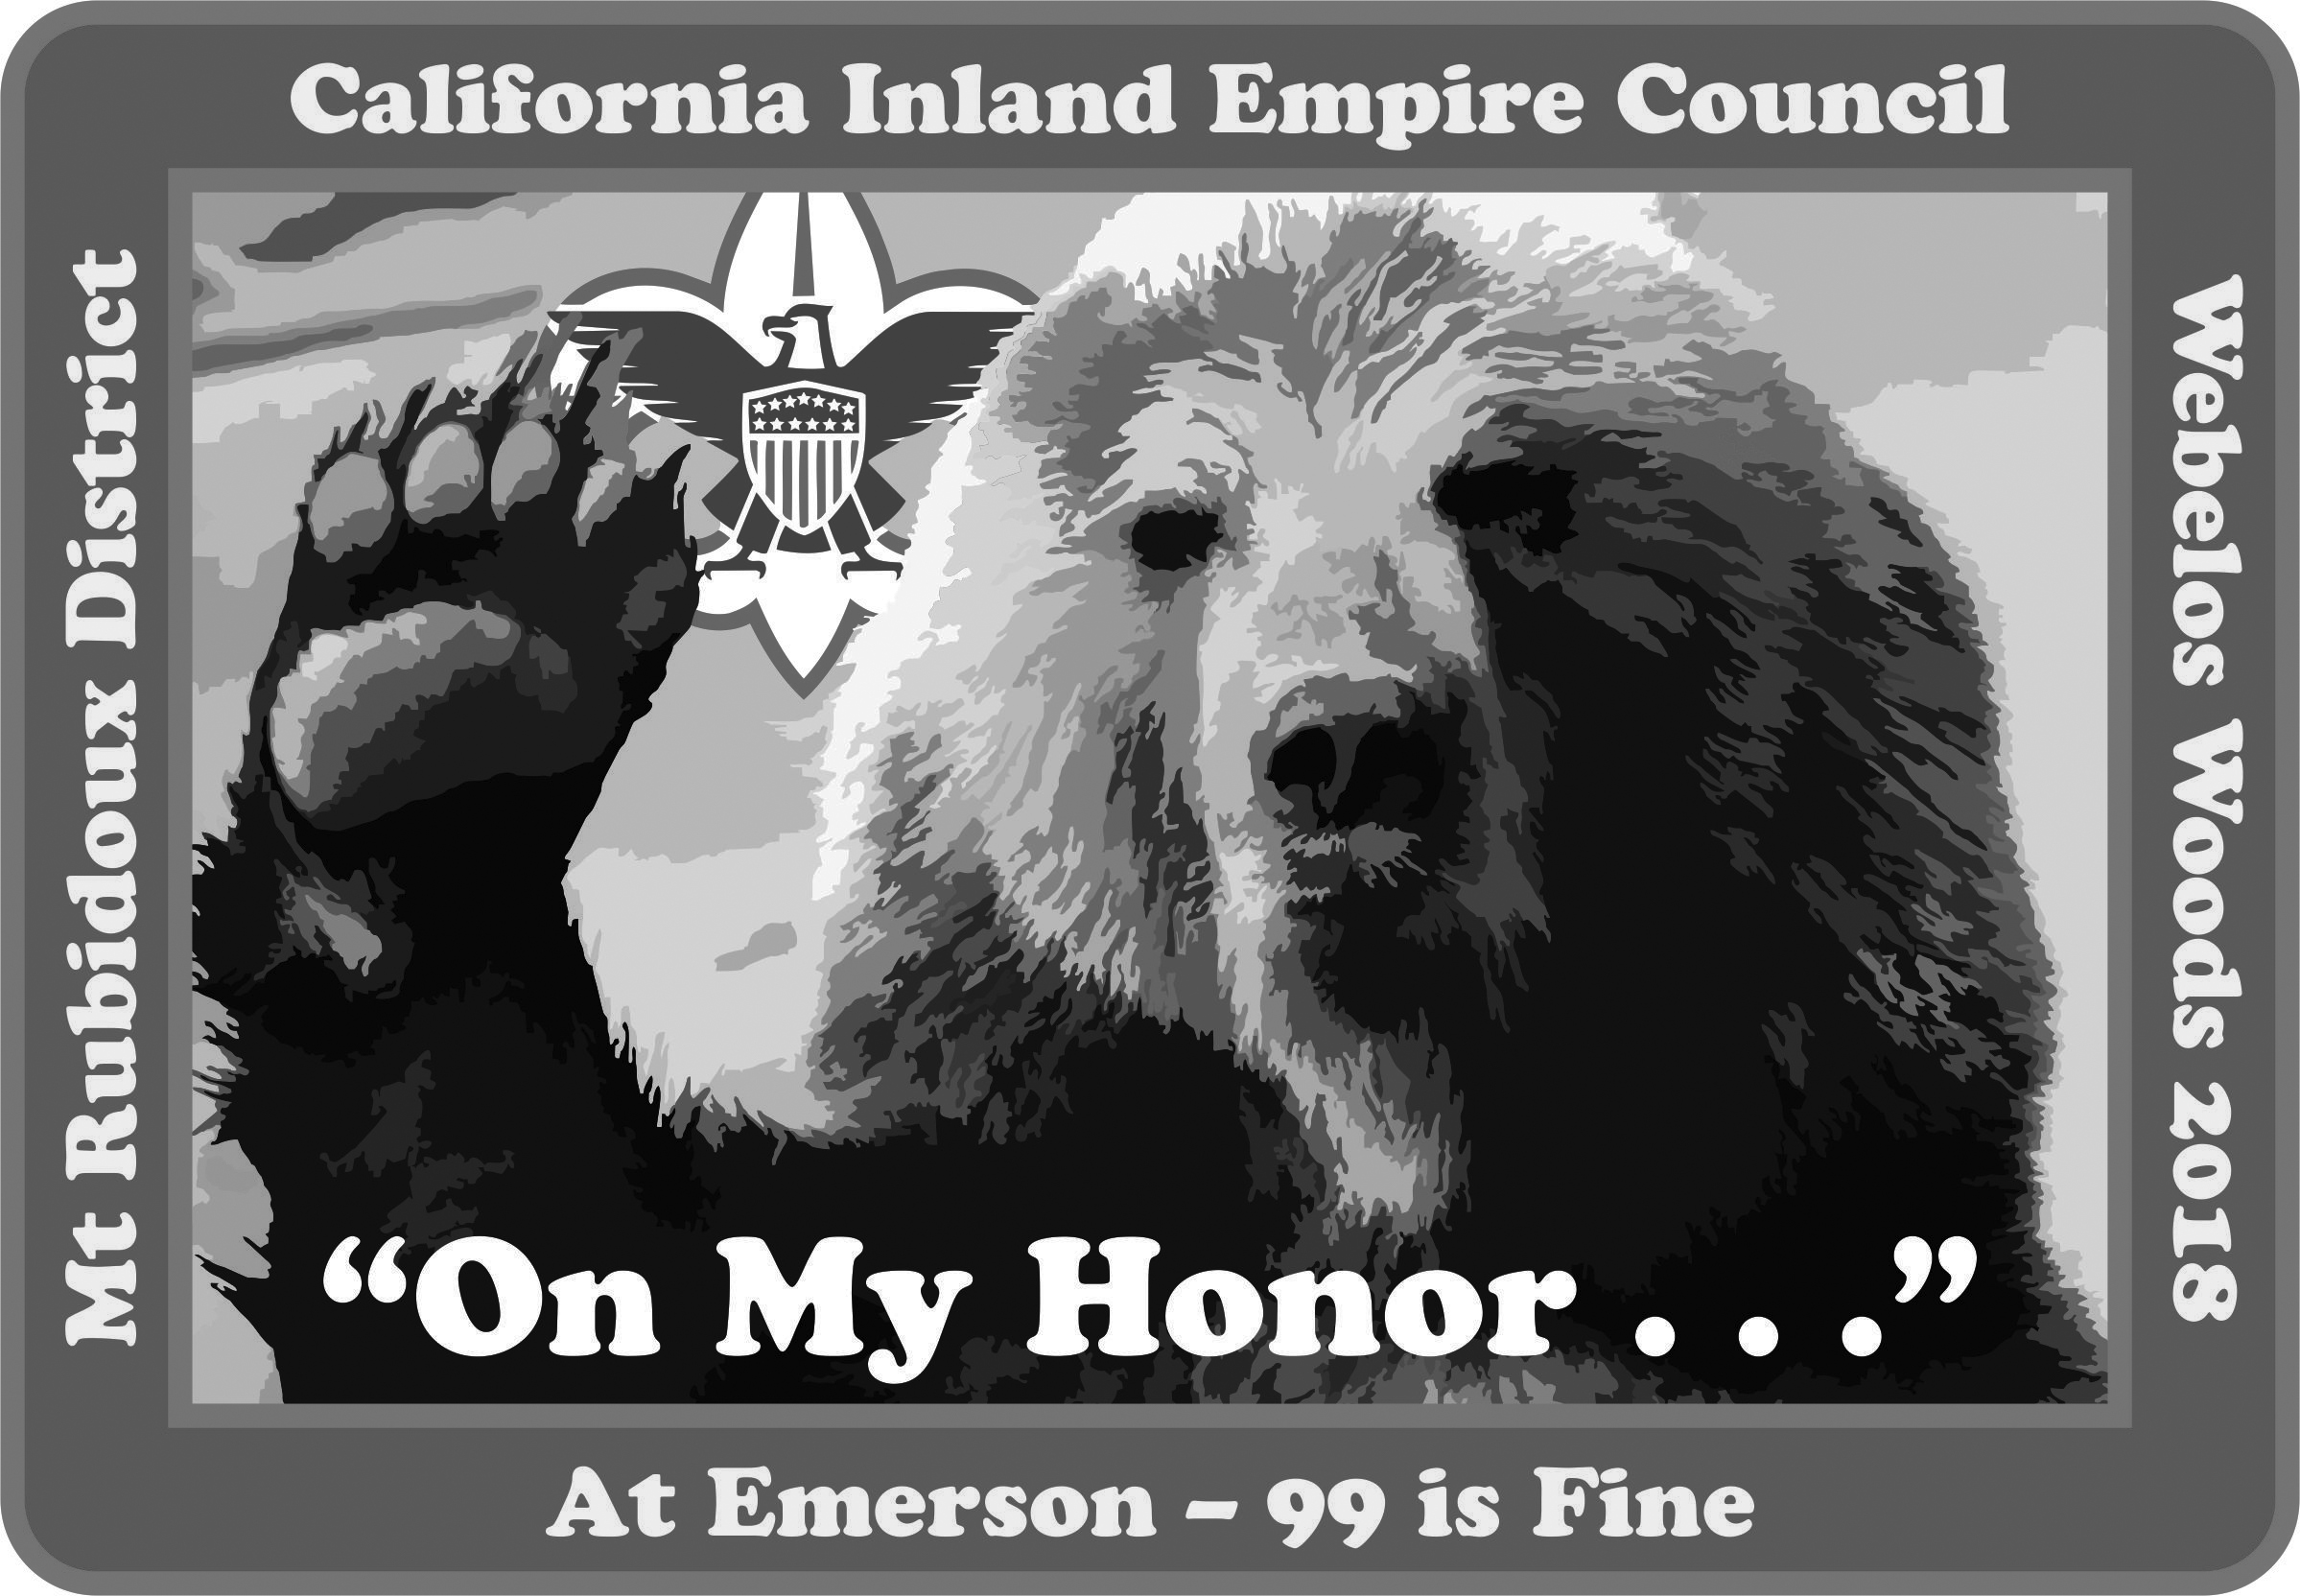 California Inland Empire Council
Mt Rubidoux District
Webelos Woods 2018
“On My Honor . . .”
At Emerson – 99 is Fine